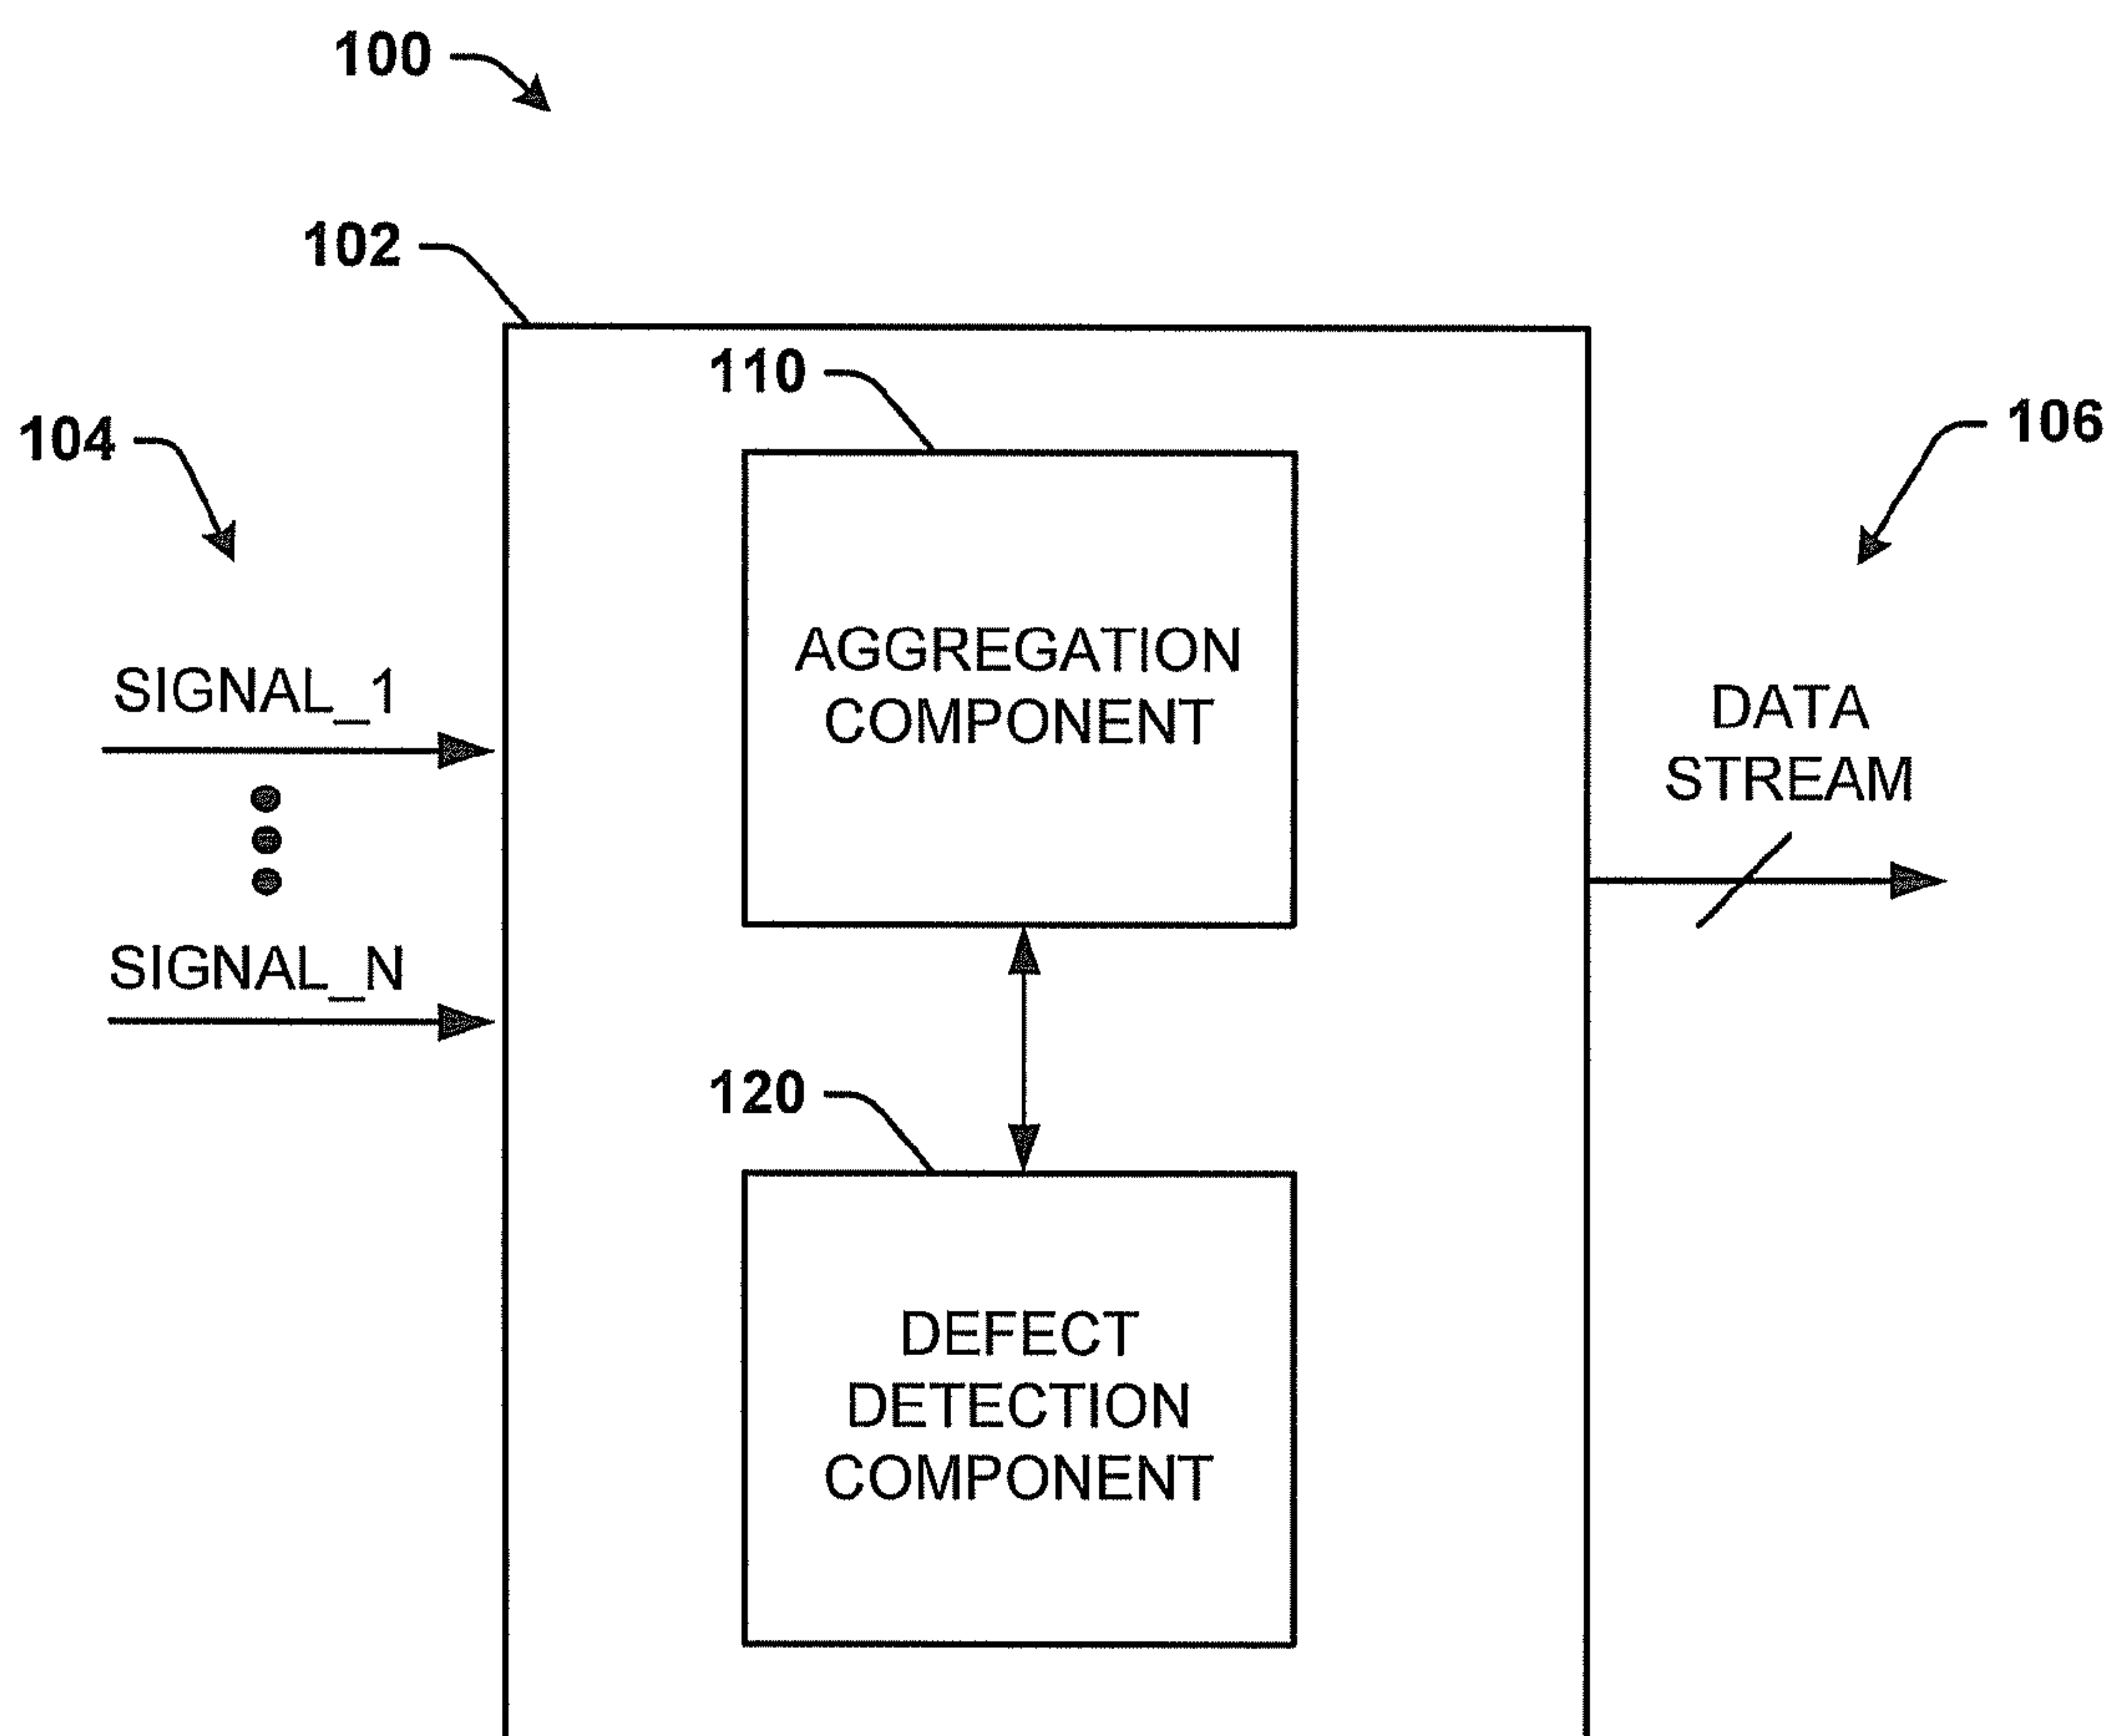 100
102
110
104
106
AGGREGATION
COMPONENT
SIGNAL_1
DATA
STREAM
SIGNAL_N
120
DEFECT
DETECTION
COMPONENT